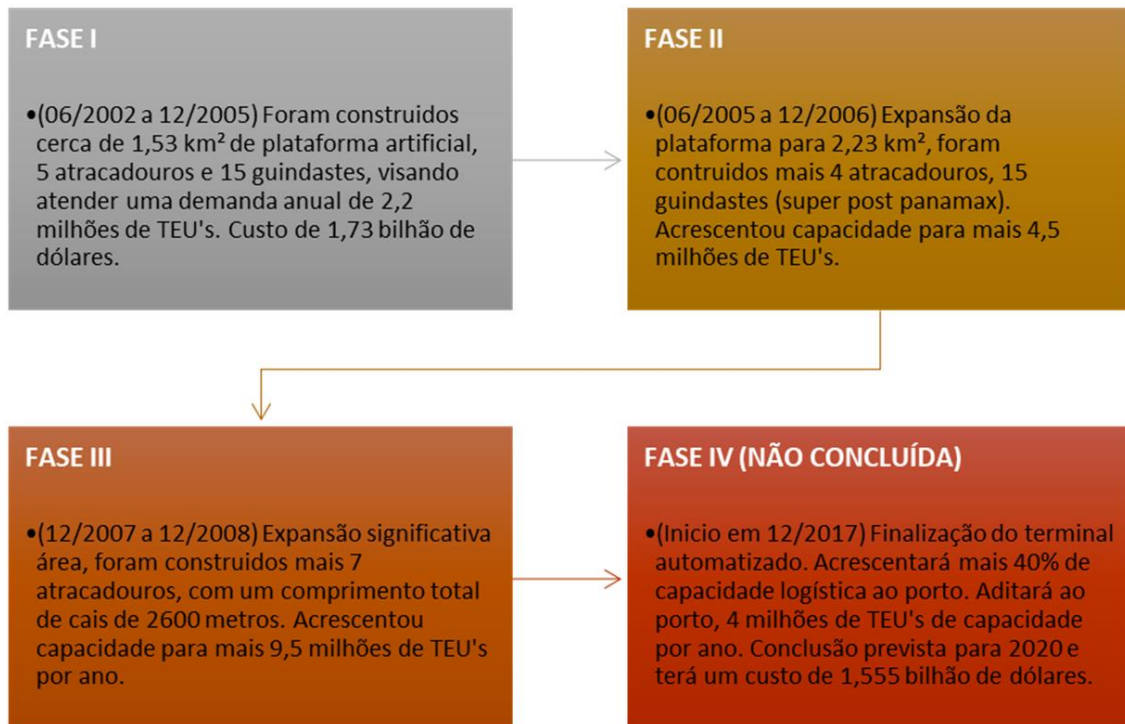 FASE I
•(06/2002 a 12/2005) Foram construidos
cerca de 1,53 km² de plataforma artificial,
5 atracadouros e 15 guindastes, visando
atender uma demanda anual de 2,2
milhões de TEU's. Custo de 1,73 bilhão de
dólares.
FASE II
•(06/2005 a 12/2006) Expansão da
plataforma para 2,23 km², foram
contruidos mais 4 atracadouros, 15
guindastes (super post panamax).
Acrescentou capacidade para mais 4,5
milhões de TEU's.
FASE III
•(12/2007 a 12/2008) Expansão significativa
área, foram construidos mais 7
atracadouros, com um comprimento total
de cais de 2600 metros. Acrescentou
capacidade para mais 9,5 milhões de TEU's
por ano.
FASE IV (NÃO CONCLUÍDA)
•(Inicio em 12/2017) Finalização do terminal
automatizado. Acrescentará mais 40% de
capacidade logística ao porto. Aditará ao
porto, 4 milhões de TEU's de capacidade
por ano. Conclusão prevista para 2020 e
terá um custo de 1,555 bilhão de dólares.